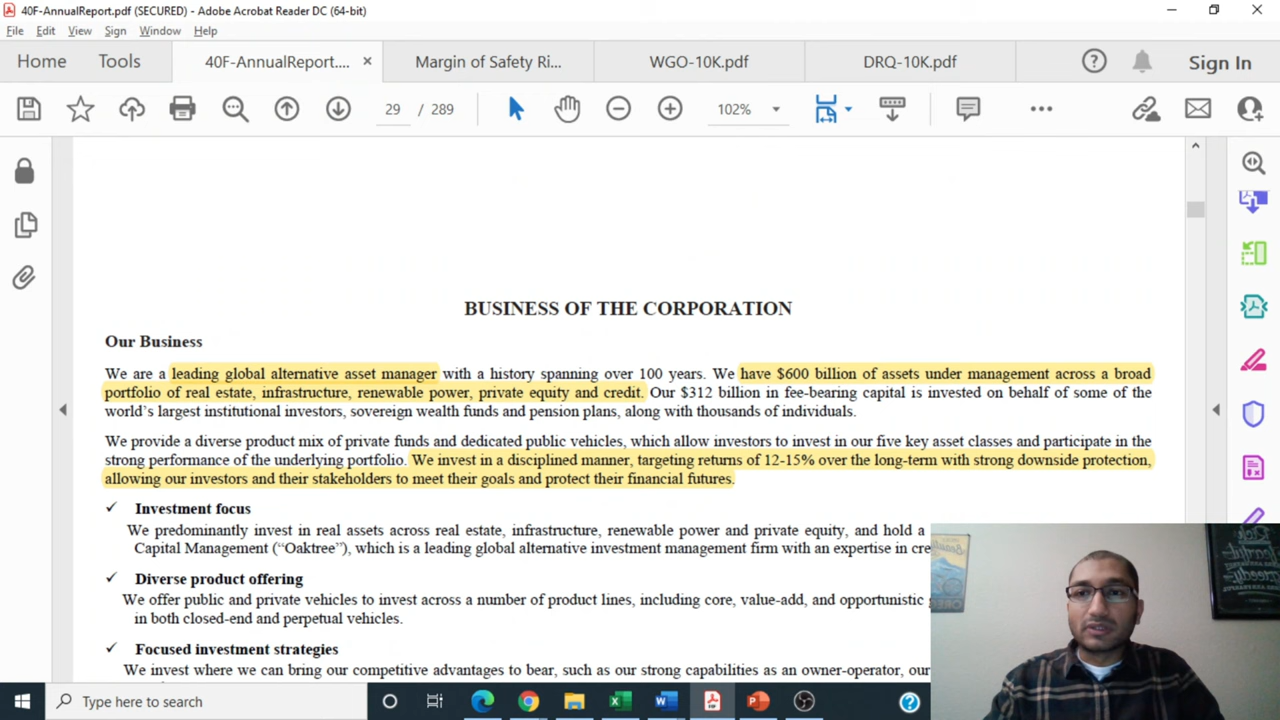 40F-AnnualReport.pdf (SECURED) - Adobe Acrobat Reader DC (64-bit)
File Edit View Sign Window Help
Home Tools 40F-AnnualReport.... × Margin of Safety Ri... WGO-10K.pdf DRQ-10K.pdf Sign In
29 / 289 102%
BUSINESS OF THE CORPORATION
Our Business
We are a leading global alternative asset manager with a history spanning over 100 years. We have $600 billion of assets under management across a broad
portfolio of real estate, infrastructure, renewable power, private equity and credit. Our $312 billion in fee-bearing capital is invested on behalf of some of the
world's largest institutional investors, sovereign wealth funds and pension plans, along with thousands of individuals.
We provide a diverse product mix of private funds and dedicated public vehicles, which allow investors to invest in our five key asset classes and participate in the
strong performance of the underlying portfolio. We invest in a disciplined manner, targeting returns of 12-15% over the long-term with strong downside protection,
allowing our investors and their stakeholders to meet their goals and protect their financial futures.
✓ Investment focus
We predominantly invest in real assets across real estate, infrastructure, renewable power and private equity, and hold a
Capital Management ("Oaktree"), which is a leading global alternative investment management firm with an expertise in cre
✓ Diverse product offering
We offer public and private vehicles to invest across a number of product lines, including core, value-add, and opportunistic
in both closed-end and perpetual vehicles.
✓ Focused investment strategies
We invest where we can bring our competitive advantages to bear, such as our strong capabilities as an owner-operator, our
Type here to search